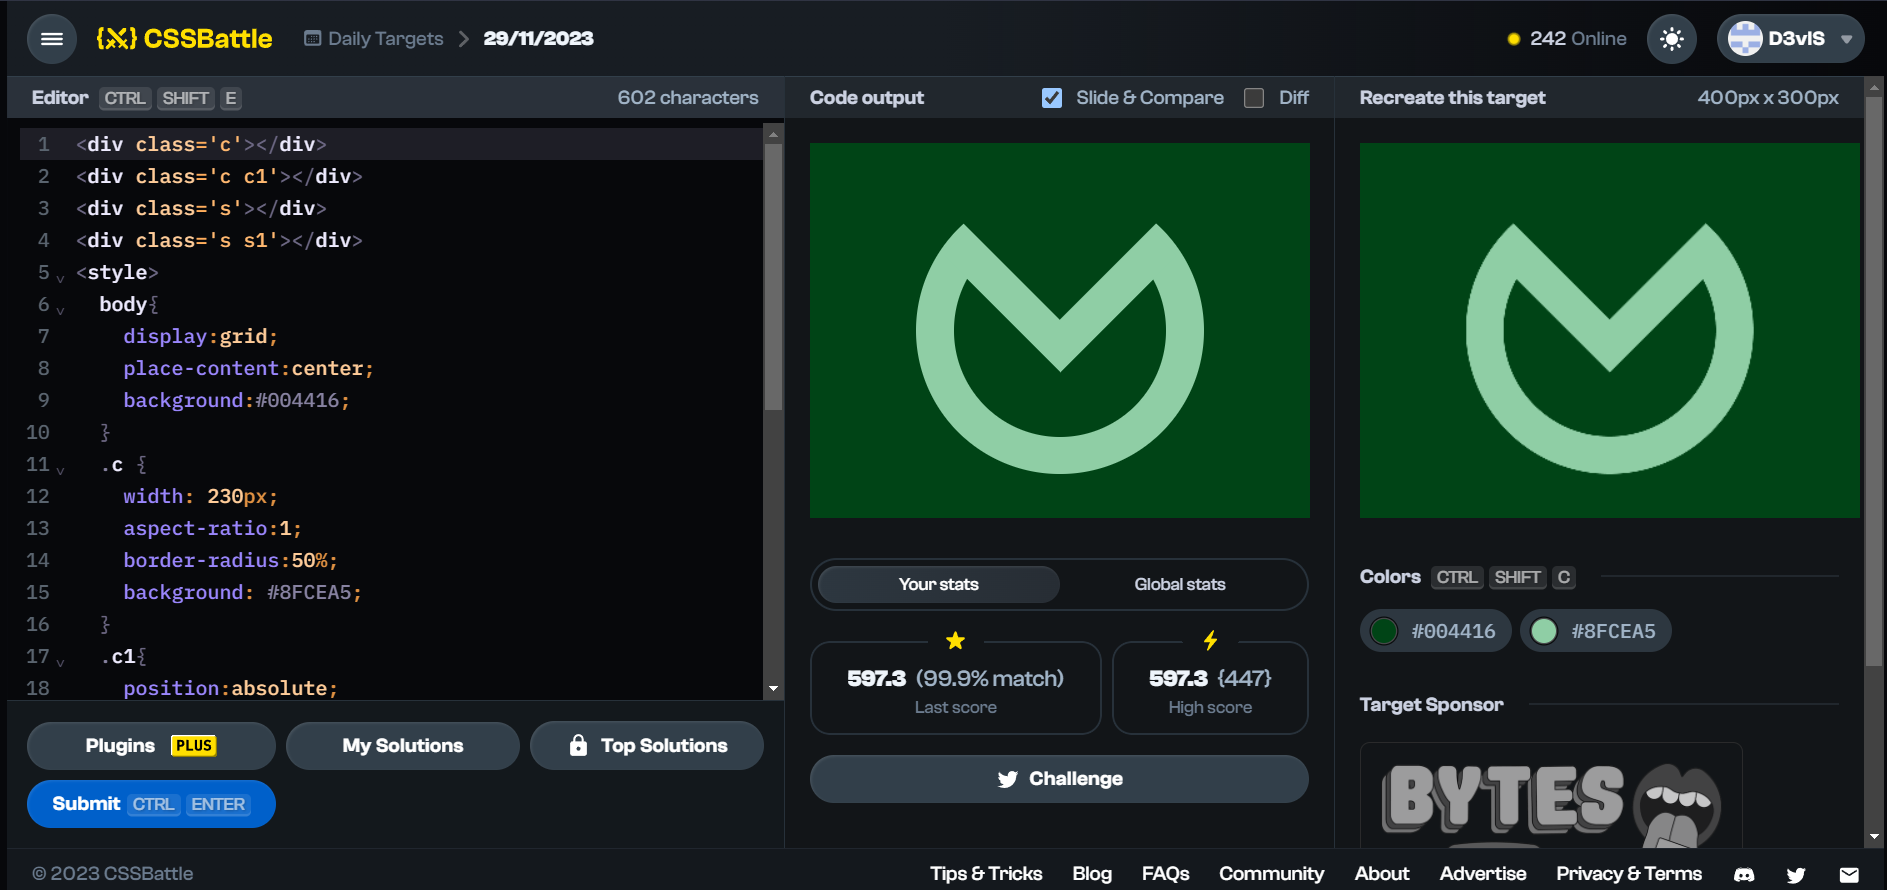 {X} CSSBattle
Daily Targets > 29/11/2023
242 Online
D3vlS
Editor CTRL SHIFT E
602 characters
1 <div class='c'></div>
2 <div class='c c1'></div>
3 <div class='s'></div>
4 <div class='s s1'></div>
5 <style>
6 body{
7 display:grid;
8 place-content:center;
9 background:#004416;
10 }
11 .c {
12 width: 230px;
13 aspect-ratio:1;
14 border-radius:50%;
15 background: #8FCEA5;
16 }
17 .c1{
18 position:absolute;
Plugins PLUS
My Solutions
Top Solutions
Submit CTRL ENTER
Code output
Slide & Compare
Diff
Your stats
Global stats
597.3 (99.9% match)
Last score
597.3 {447}
High score
Challenge
Recreate this target
400px x 300px
Colors CTRL SHIFT C
#004416
#8FCEA5
Target Sponsor
BYTES
© 2023 CSSBattle
Tips & Tricks
Blog
FAQs
Community
About
Advertise
Privacy & Terms